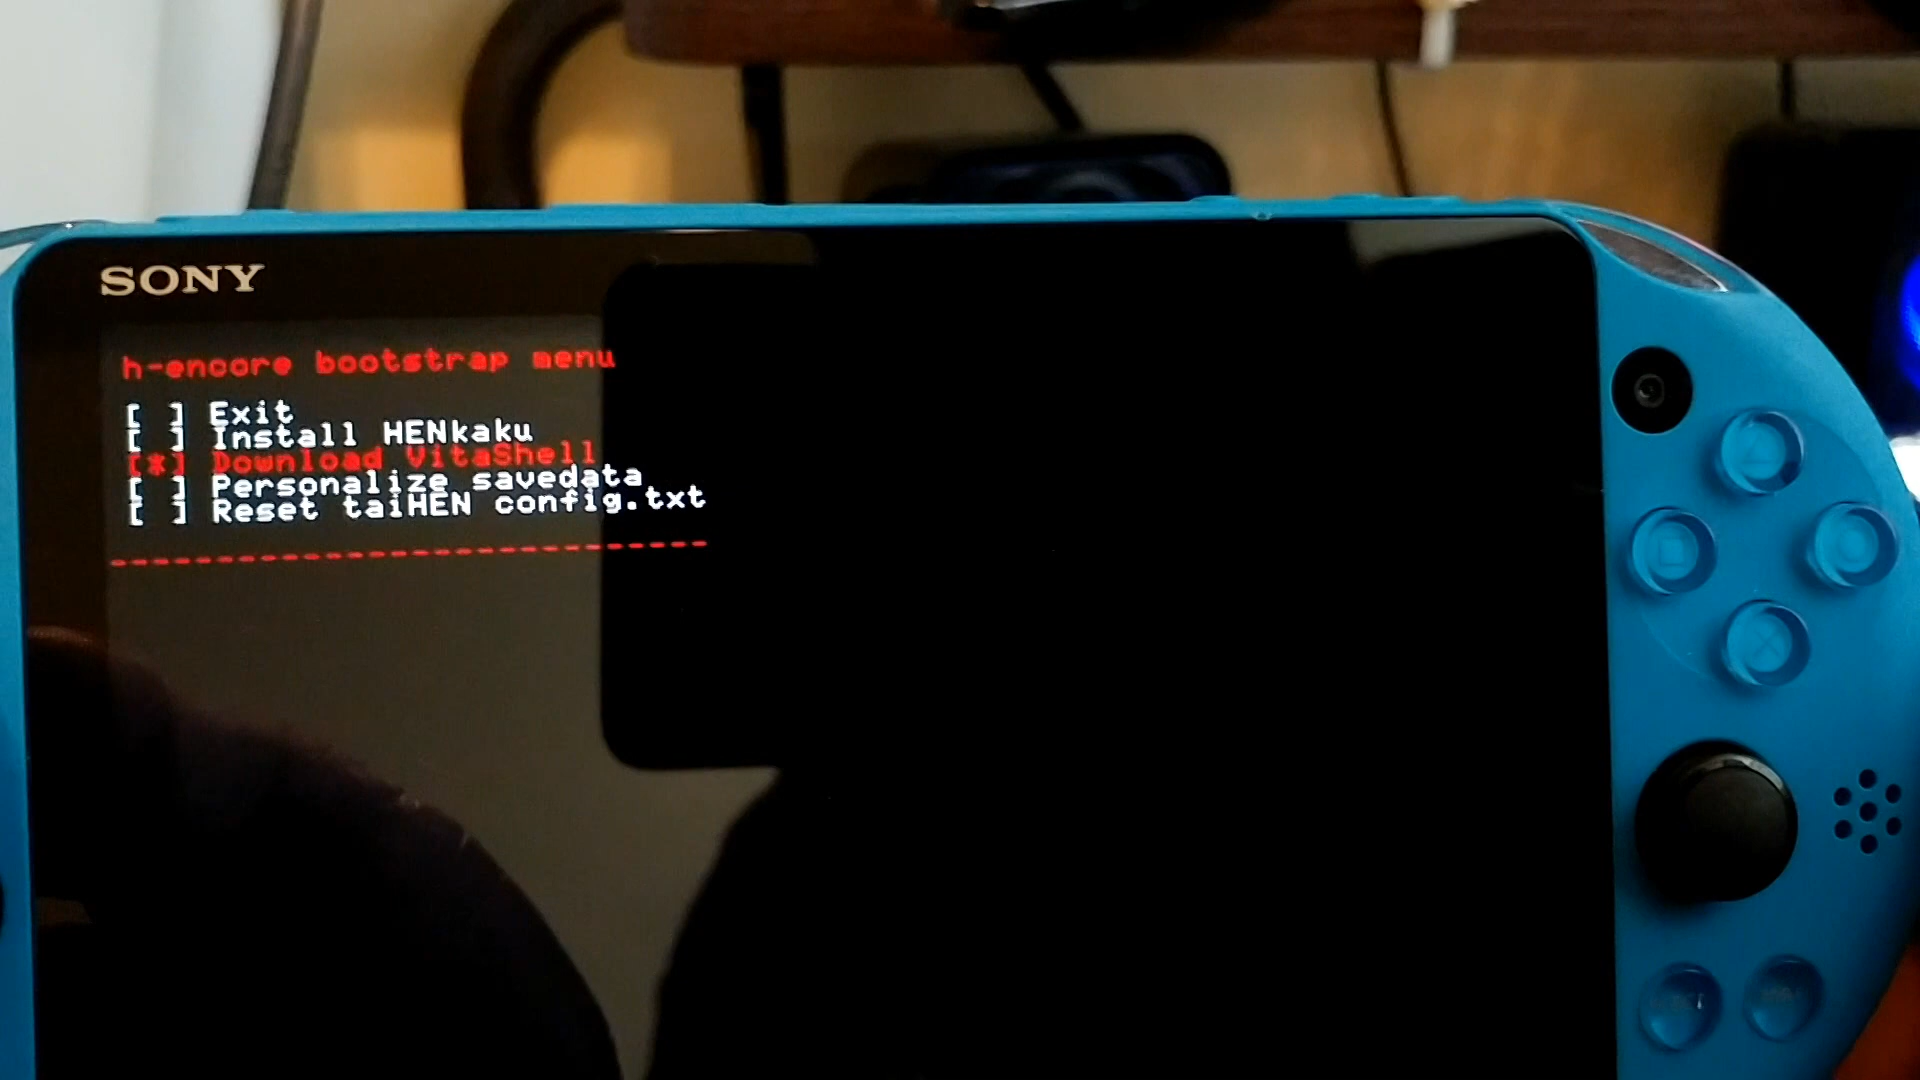 SONY
h-encore bootstrap menu
[ ] Exit
[ ] Install HENkaku
[*] Download VitaShell
[ ] Personalize savedata
[ ] Reset taiHEN config.txt
----------------------------